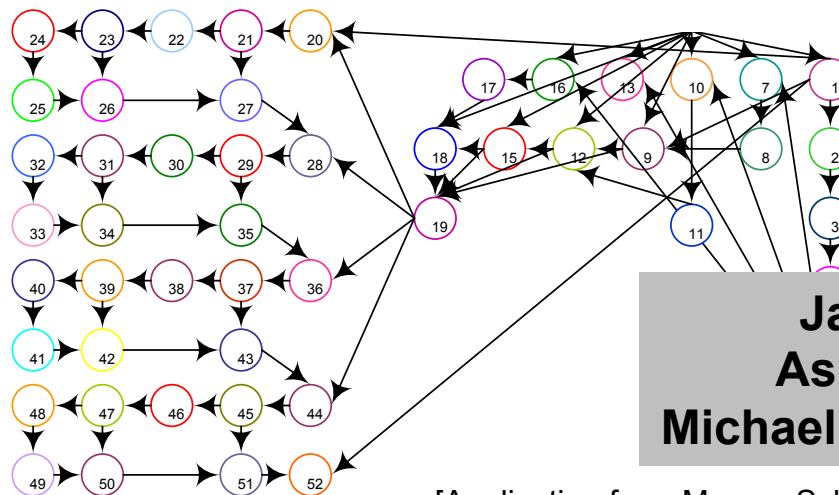 24 23 22 21 20
17 16 13 10 7 1
25 26 27
32 31 30 29 28 18 15 12 9 8 2
33 34 35 19 11 3
40 39 38 37 36
Ja
41 42 43
As
48 47 46 45 44
Michael
49 50 51 52